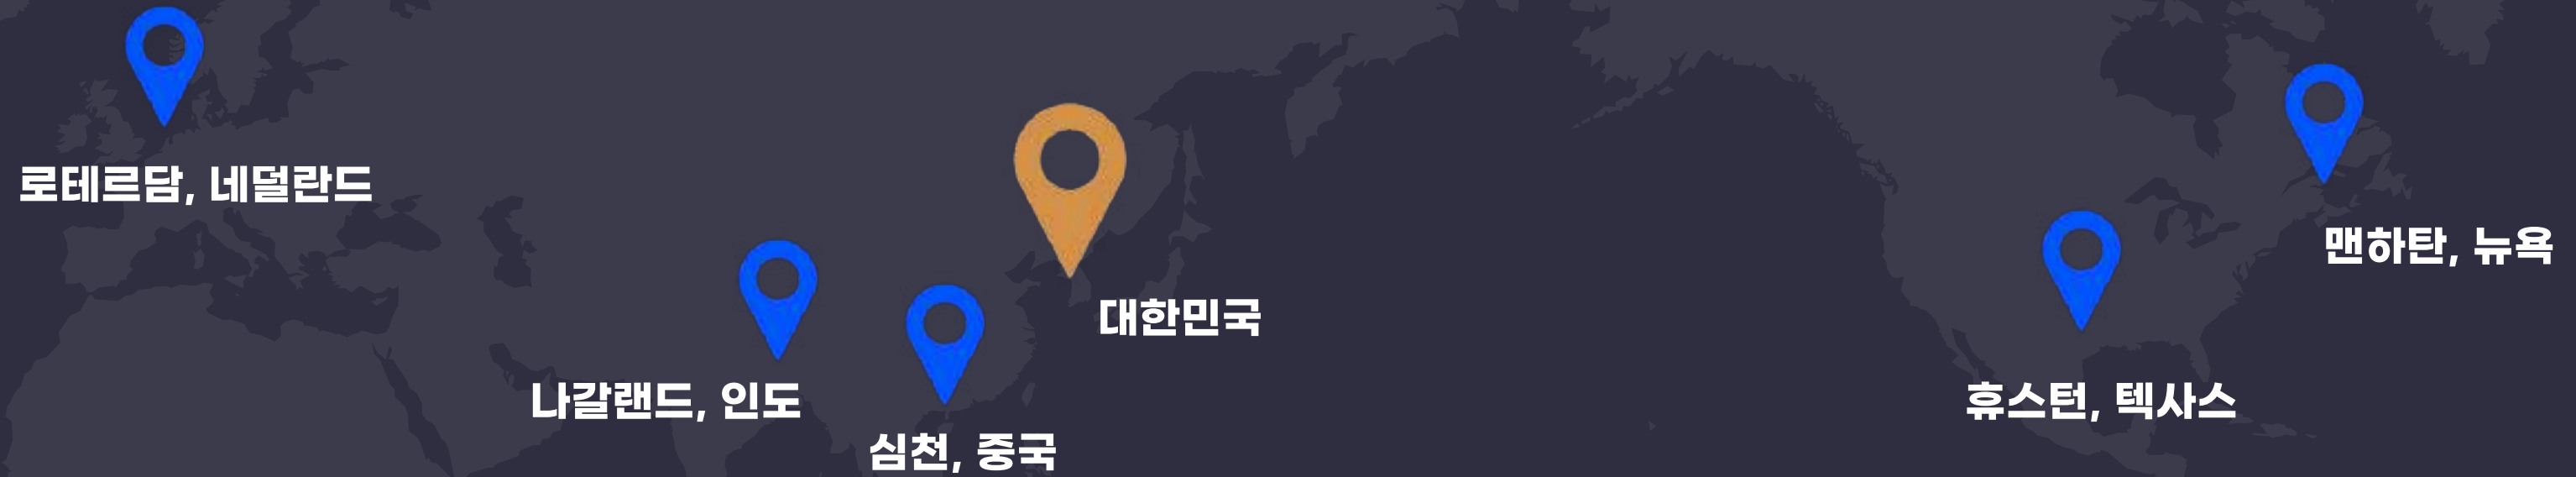 로테르담, 네덜란드
맨하탄, 뉴욕
대한민국
나갈랜드, 인도
휴스턴, 텍사스
심천, 중국